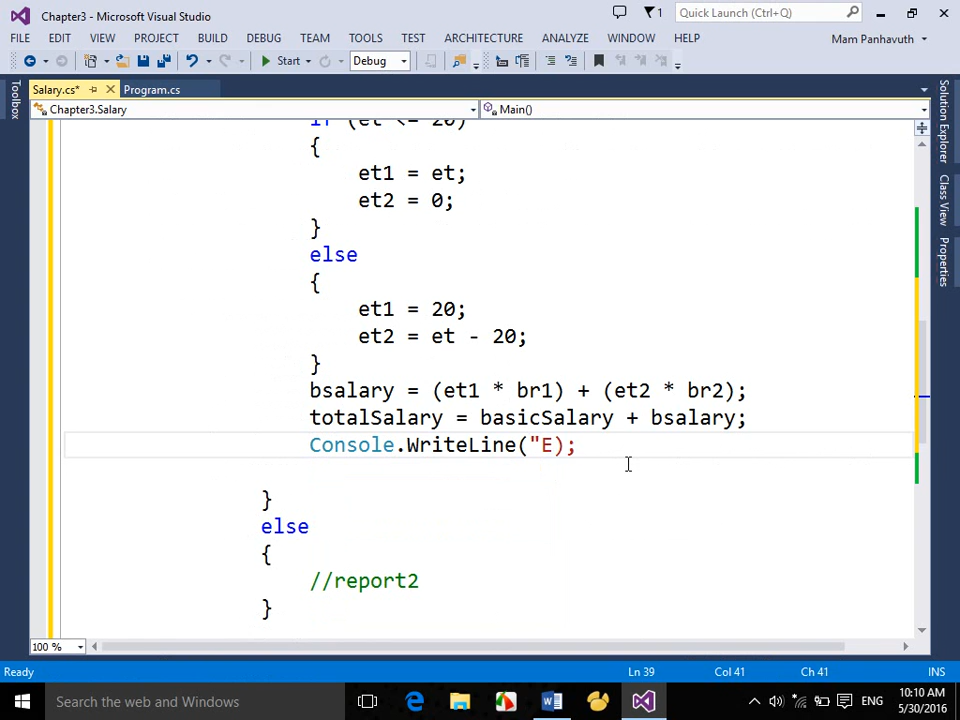 Chapter3 - Microsoft Visual Studio
1
Quick Launch (Ctrl+Q)
FILE EDIT VIEW PROJECT BUILD DEBUG TEAM TOOLS TEST ARCHITECTURE ANALYZE WINDOW HELP
Mam Panhavuth
Start Debug
Salary.cs* Program.cs
Chapter3.Salary Main()
Toolbox
Solution Explorer
Class View
Properties
if (et <= 20)
{
et1 = et;
et2 = 0;
}
else
{
et1 = 20;
et2 = et - 20;
}
bsalary = (et1 * br1) + (et2 * br2);
totalSalary = basicSalary + bsalary;
Console.WriteLine("E);
}
else
{
//report2
}
100 %
Ready Ln 39 Col 41 Ch 41 INS
Search the web and Windows
ENG
10:10 AM
5/30/2016